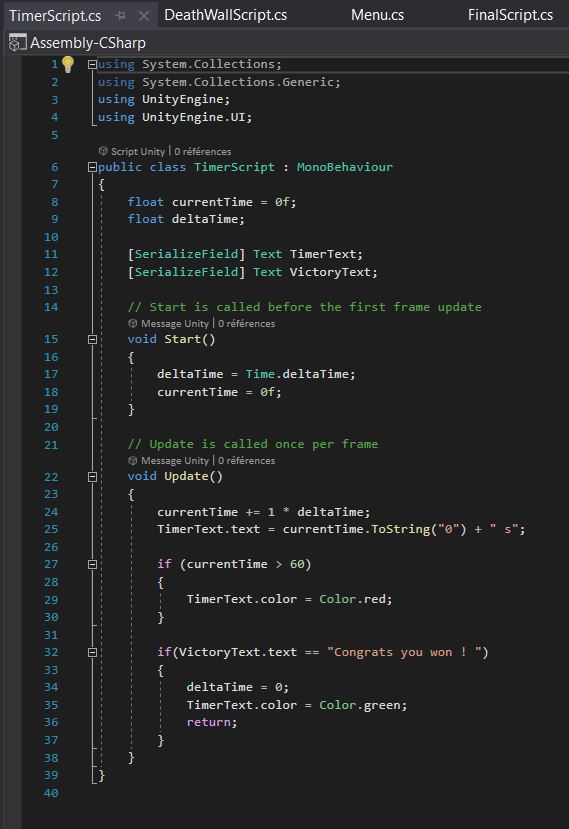 TimerScript.cs DeathWallScript.cs Menu.cs FinalScript.cs
Assembly-CSharp
1 using System.Collections;
2 using System.Collections.Generic;
3 using UnityEngine;
4 using UnityEngine.UI;
5
Script Unity | 0 références
6 public class TimerScript : MonoBehaviour
7 {
8 float currentTime = 0f;
9 float deltaTime;
10
11 [SerializeField] Text TimerText;
12 [SerializeField] Text VictoryText;
13
14 // Start is called before the first frame update
Message Unity | 0 références
15 void Start()
16 {
17 deltaTime = Time.deltaTime;
18 currentTime = 0f;
19 }
20
21 // Update is called once per frame
Message Unity | 0 références
22 void Update()
23 {
24 currentTime += 1 * deltaTime;
25 TimerText.text = currentTime.ToString("0") + " s";
26
27 if (currentTime > 60)
28 {
29 TimerText.color = Color.red;
30 }
31
32 if(VictoryText.text == "Congrats you won ! ")
33 {
34 deltaTime = 0;
35 TimerText.color = Color.green;
36 return;
37 }
38 }
39 }
40